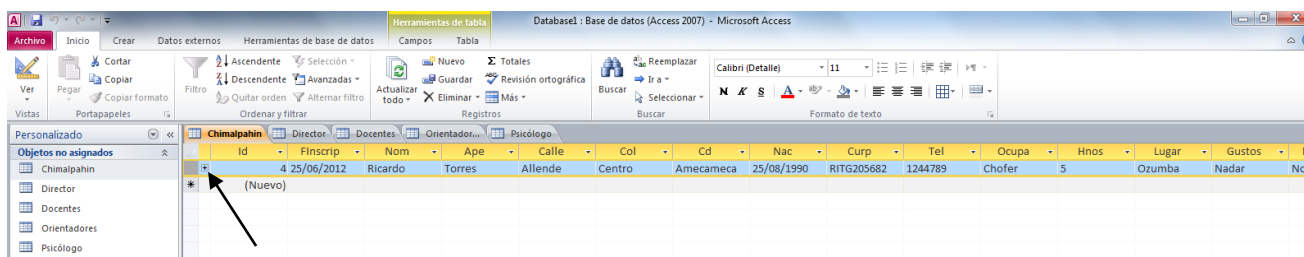 A Herramientas de tabla Database1 : Base de datos (Access 2007) - Microsoft Access
Archivo Inicio Crear Datos externos Herramientas de base de datos Campos Tabla
Ver
Vistas
Pegar
Cortar
Copiar
Copiar formato
Portapapeles
Filtro
Ascendente Selección
Descendente Avanzadas
Quitar orden Alternar filtro
Ordenar y filtrar
Actualizar todo
Nuevo Σ Totales
Guardar Revisión ortográfica
Eliminar Más
Registros
Buscar
Reemplazar
Ir a
Seleccionar
Buscar
Calibri (Detalle) 11
N K S A
Formato de texto
Personalizado «
Objetos no asignados
Chimalpahin
Director
Docentes
Orientadores
Psicólogo
Chimalpahin Director Docentes Orientador... Psicólogo
Id FInscrip Nom Ape Calle Col Cd Nac Curp Tel Ocupa Hnos Lugar Gustos
4 25/06/2012 Ricardo Torres Allende Centro Amecameca 25/08/1990 RITG205682 1244789 Chofer 5 Ozumba Nadar
* (Nuevo)